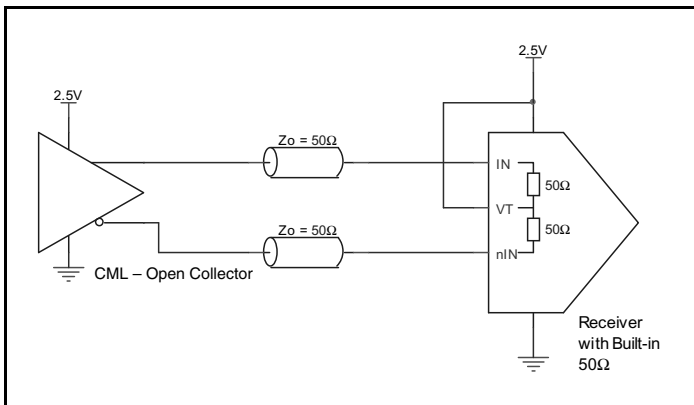 2.5V
2.5V
Zo = 50Ω
IN
50Ω
VT
50Ω
Zo = 50Ω
nIN
CML – Open Collector
Receiver
with Built-in
50Ω